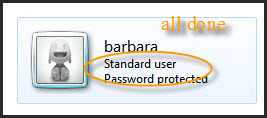 all done
barbara
Standard user
Password protected